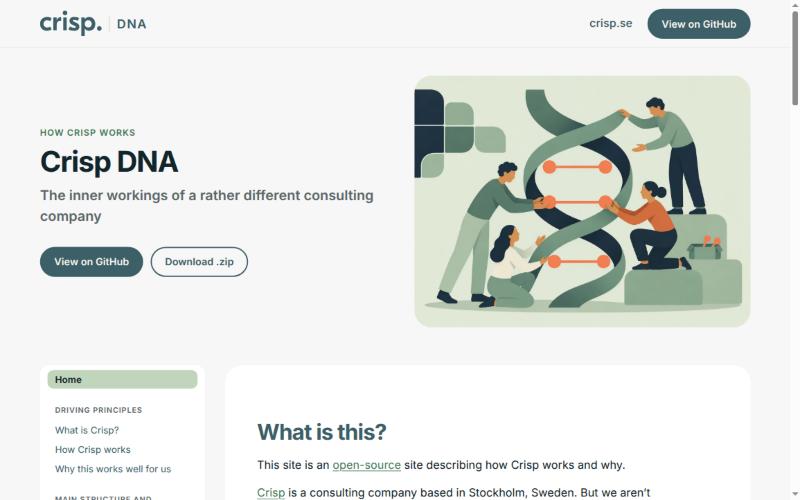 crisp. DNA
crisp.se
View on GitHub
HOW CRISP WORKS
Crisp DNA
The inner workings of a rather different consulting
company
View on GitHub
Download .zip
Home
DRIVING PRINCIPLES
What is Crisp?
How Crisp works
Why this works well for us
MAIN STRUCTURE AND
What is this?
This site is an open-source site describing how Crisp works and why.
Crisp is a consulting company based in Stockholm, Sweden. But we aren't